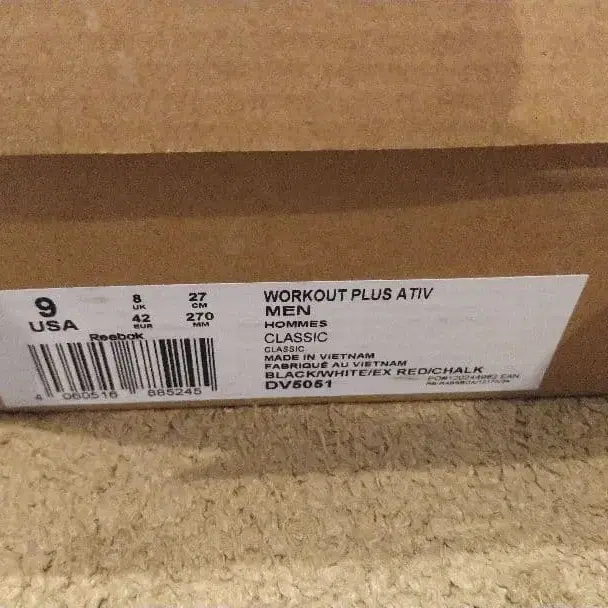 9
USA
8
UK
42
EUR
27
CM
270
MM
Reebok
4 060516 885245
WORKOUT PLUS ATIV
MEN
HOMMES
CLASSIC
CLASSIC
MADE IN VIETNAM
FABRIQUÉ AU VIETNAM
BLACK/WHITE/EX RED/CHALK
DV5051
EAN